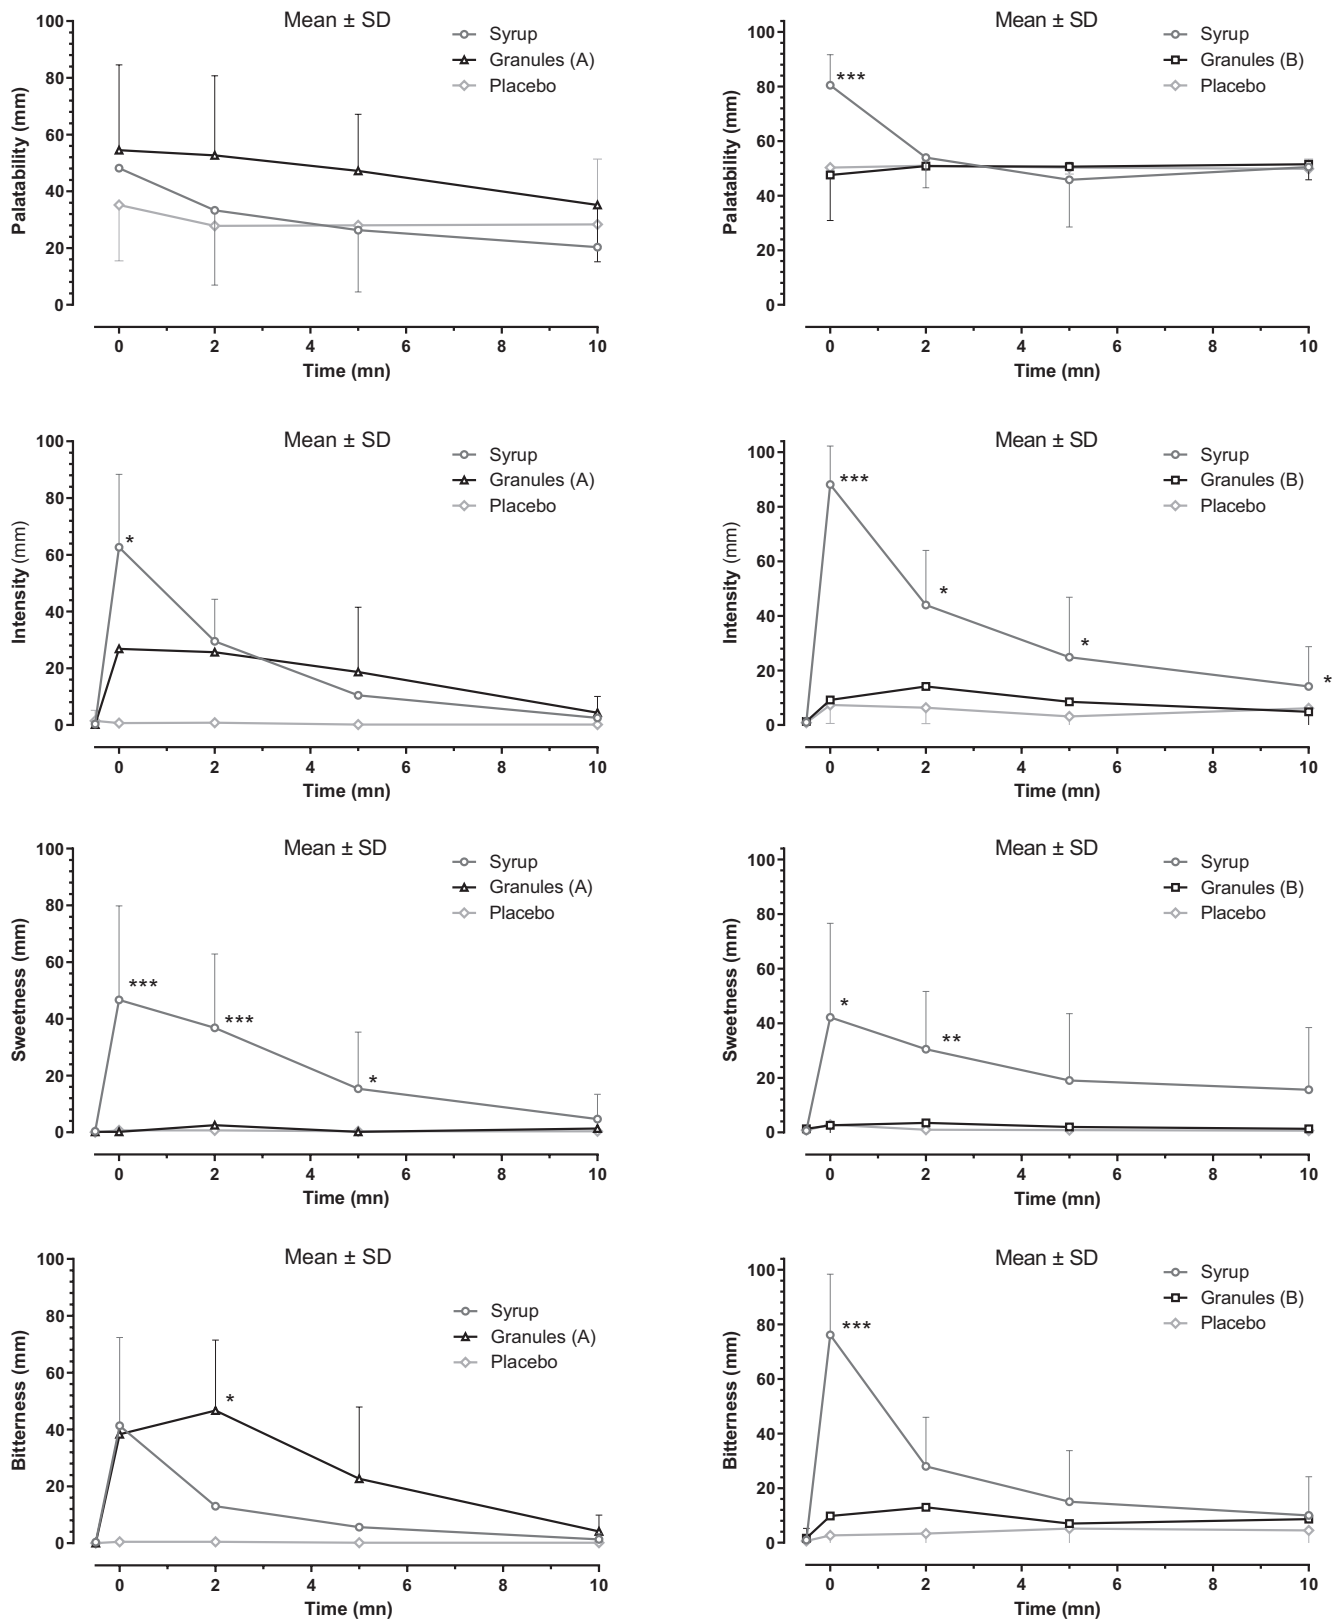 Mean ± SD
Syrup
Granules (A)
Placebo
Palatability (mm)
100
80
60
40
20
0
0 2 4 6 8 10
Time (mn)
Mean ± SD
Syrup
Granules (B)
Placebo
Palatability (mm)
100
80
60
40
20
0
***
0 2 4 6 8 10
Time (mn)
Mean ± SD
Syrup
Granules (A)
Placebo
Intensity (mm)
100
80
60
40
20
0
*
0 2 4 6 8 10
Time (mn)
Mean ± SD
Syrup
Granules (B)
Placebo
Intensity (mm)
100
80
60
40
20
0
***
*
*
*
0 2 4 6 8 10
Time (mn)
Mean ± SD
Syrup
Granules (A)
Placebo
Sweetness (mm)
100
80
60
40
20
0
***
***
*
0 2 4 6 8 10
Time (mn)
Mean ± SD
Syrup
Granules (B)
Placebo
Sweetness (mm)
100
80
60
40
20
0
*
**
0 2 4 6 8 10
Time (mn)
Mean ± SD
Syrup
Granules (A)
Placebo
Bitterness (mm)
100
80
60
40
20
0
*
0 2 4 6 8 10
Time (mn)
Mean ± SD
Syrup
Granules (B)
Placebo
Bitterness (mm)
100
80
60
40
20
0
***
0 2 4 6 8 10
Time (mn)